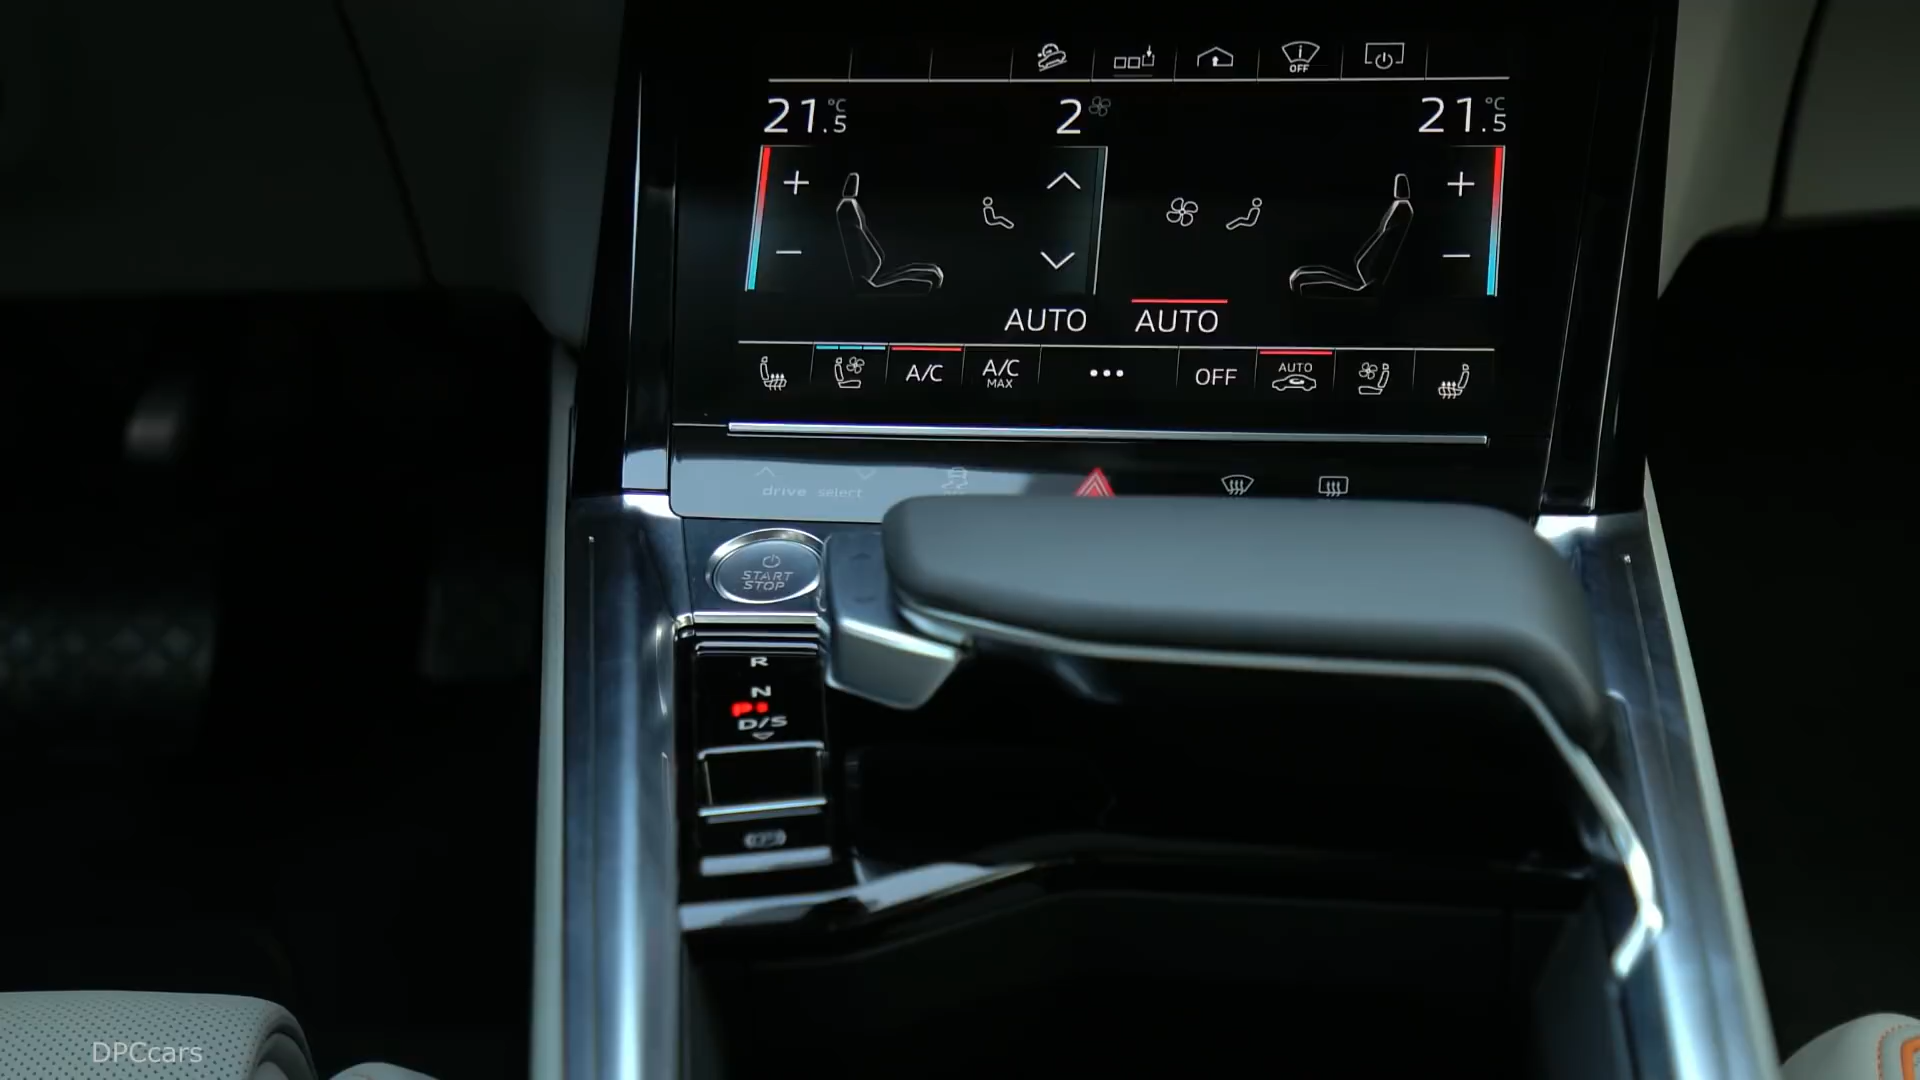 OFF
21.5 °C
2
21.5 °C
AUTO AUTO
A/C
A/C MAX
OFF
AUTO
drive select
START
STOP
R
N
P
D/S
DPCcars